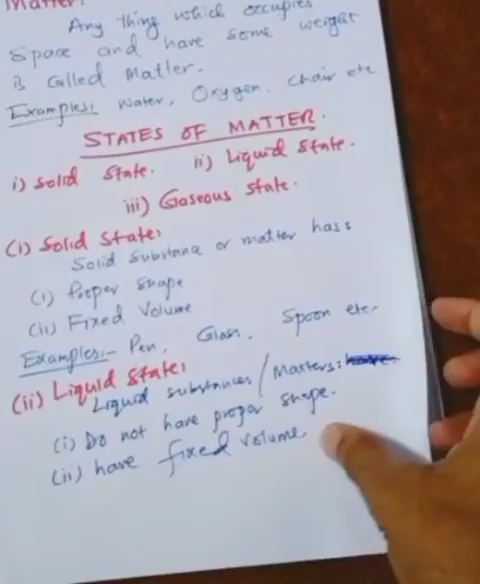 Matter:
Any thing which occupies
Space and have some weight
is Called Matter.
Examples: Water, Oxygen, Chair etc
STATES OF MATTER.
i) Solid State. ii) Liquid State.
iii) Gaseous State.
(i) Solid State:
Solid Substance or matter has:
(i) Proper Shape
(ii) Fixed Volume
Examples:- Pen, Glass, Spoon etc-
(ii) Liquid State:
Liquid substances / Matters:
(i) Do not have proper shape.
(ii) have fixed volume